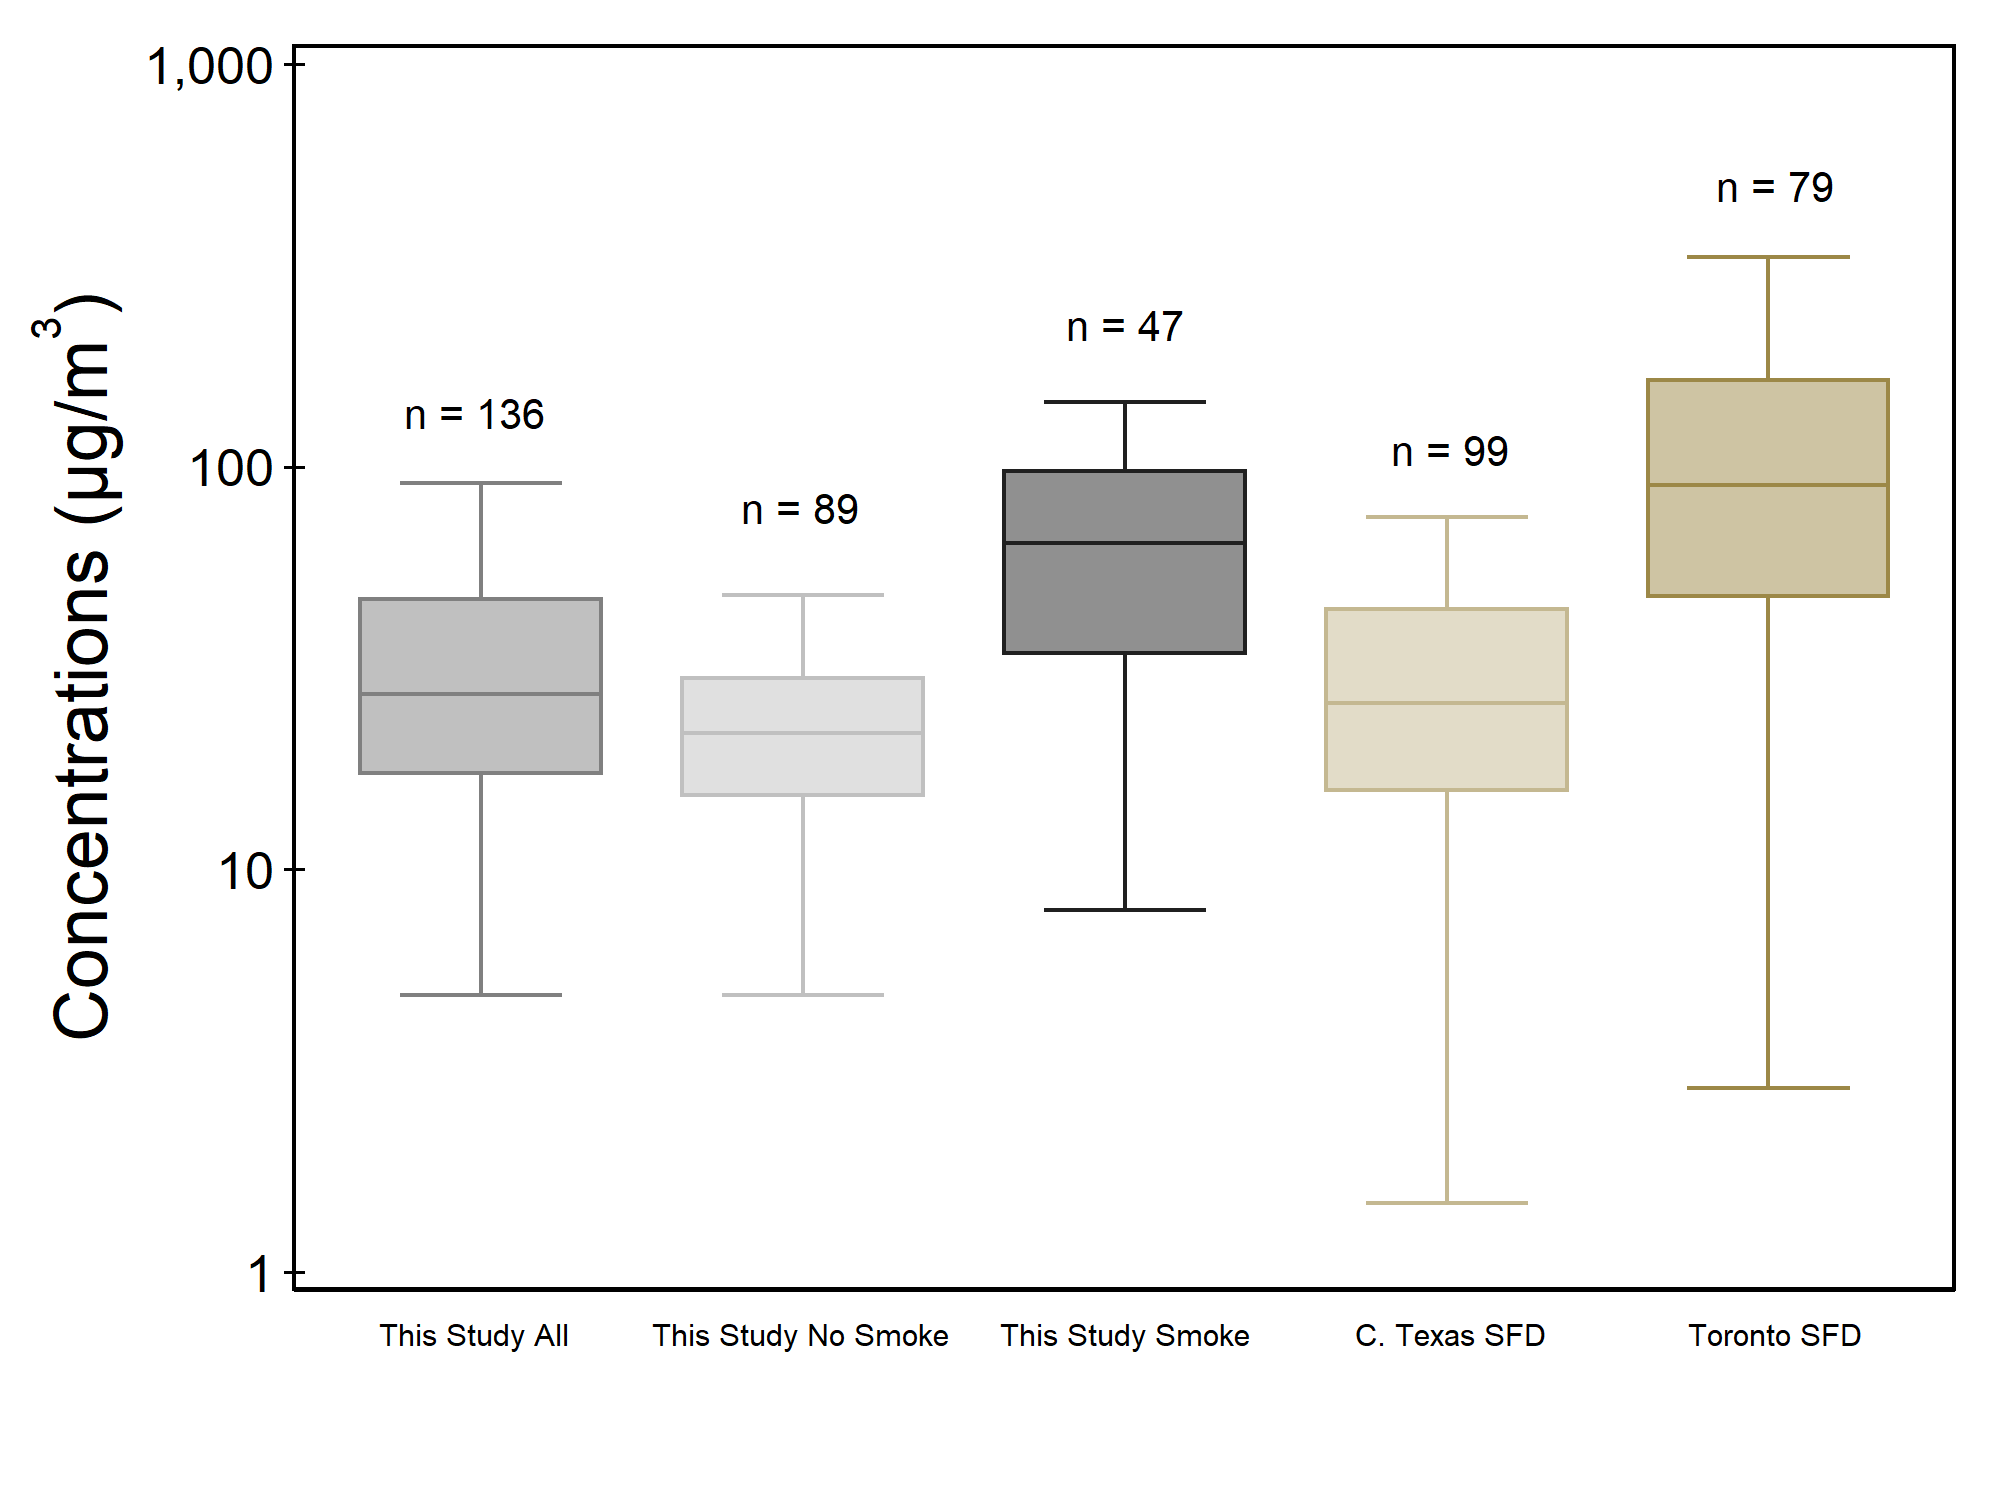 Concentrations (µg/m³)
1,000
100
10
1
n = 136
n = 89
n = 47
n = 99
n = 79
This Study All
This Study No Smoke
This Study Smoke
C. Texas SFD
Toronto SFD